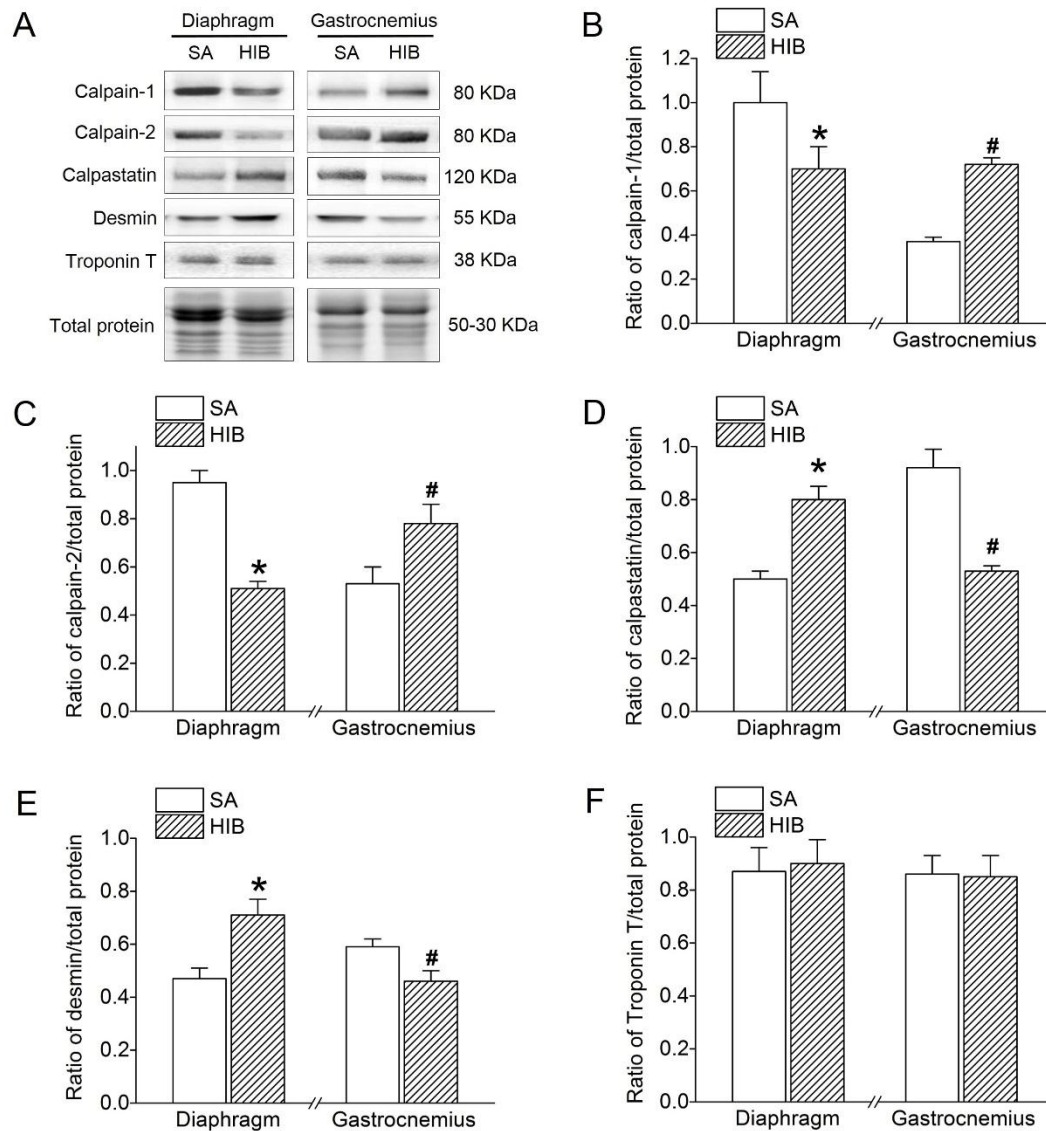 A
Diaphragm Gastrocnemius
SA HIB SA HIB
Calpain-1 80 KDa
Calpain-2 80 KDa
Calpastatin 120 KDa
Desmin 55 KDa
Troponin T 38 KDa
Total protein 50-30 KDa
B
SA
HIB
Ratio of calpain-1/total protein
1.2
1.0
0.8
0.6
0.4
0.2
0.0
*
#
Diaphragm // Gastrocnemius
C
SA
HIB
Ratio of calpain-2/total protein
1.0
0.8
0.6
0.4
0.2
0.0
*
#
Diaphragm // Gastrocnemius
D
SA
HIB
Ratio of calpastatin/total protein
1.0
0.8
0.6
0.4
0.2
0.0
*
#
Diaphragm // Gastrocnemius
E
SA
HIB
Ratio of desmin/total protein
1.0
0.8
0.6
0.4
0.2
0.0
*
#
Diaphragm // Gastrocnemius
F
SA
HIB
Ratio of Troponin T/total protein
1.0
0.8
0.6
0.4
0.2
0.0
Diaphragm // Gastrocnemius